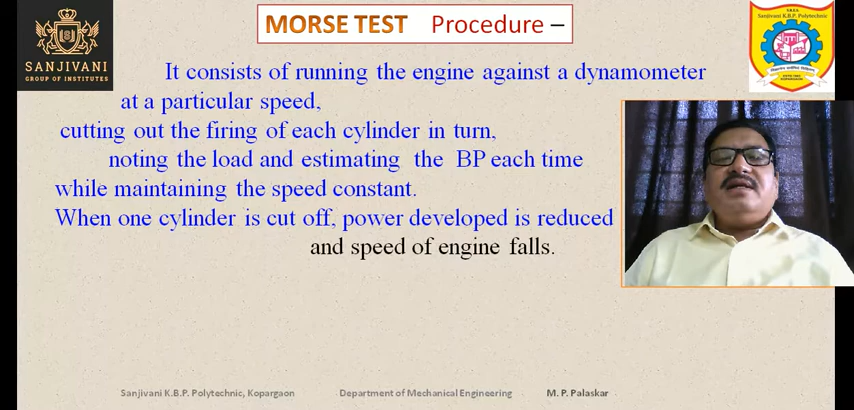 MORSE TEST Procedure –
SANJIVANI
GROUP OF INSTITUTES
Sanjivani K.B.P. Polytechnic
It consists of running the engine against a dynamometer
at a particular speed,
cutting out the firing of each cylinder in turn,
noting the load and estimating the BP each time
while maintaining the speed constant.
When one cylinder is cut off, power developed is reduced
and speed of engine falls.
Sanjivani K.B.P. Polytechnic, Kopargaon Department of Mechanical Engineering M. P. Palaskar